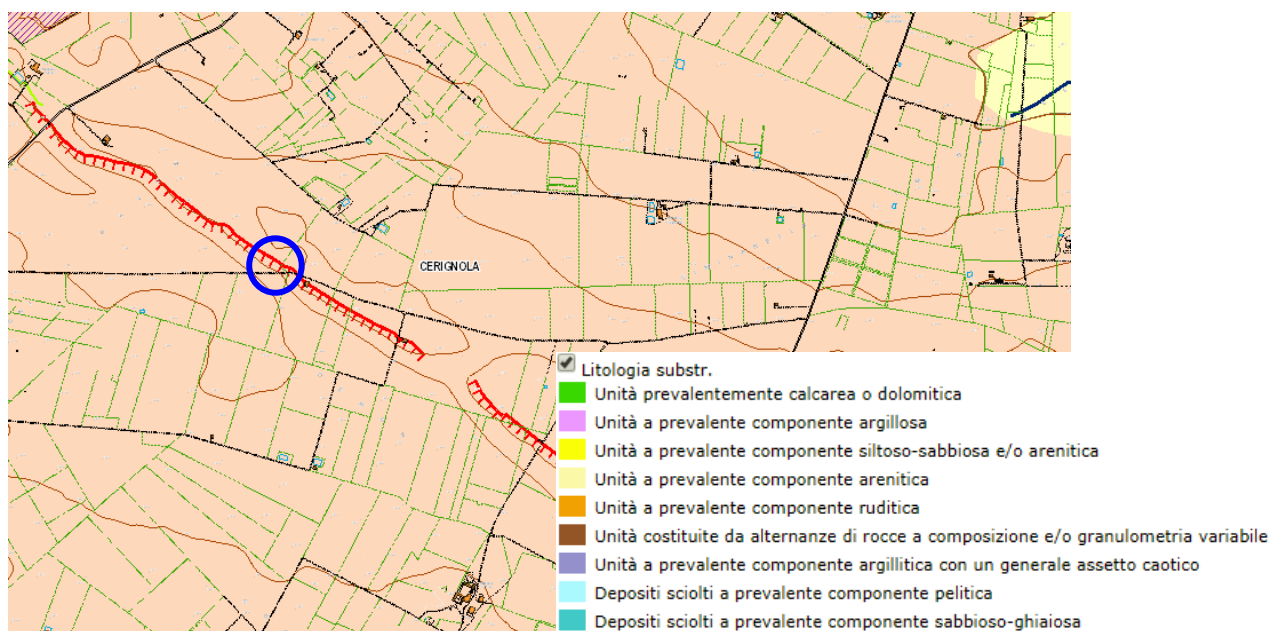 CERIGNOLA
Litologia substr.
Unità prevalentemente calcarea o dolomitica
Unità a prevalente componente argillosa
Unità a prevalente componente siltoso-sabbiosa e/o arenitica
Unità a prevalente componente arenitica
Unità a prevalente componente ruditica
Unità costituite da alternanze di rocce a composizione e/o granulometria variabile
Unità a prevalente componente argillitica con un generale assetto caotico
Depositi sciolti a prevalente componente pelitica
Depositi sciolti a prevalente componente sabbioso-ghiaiosa